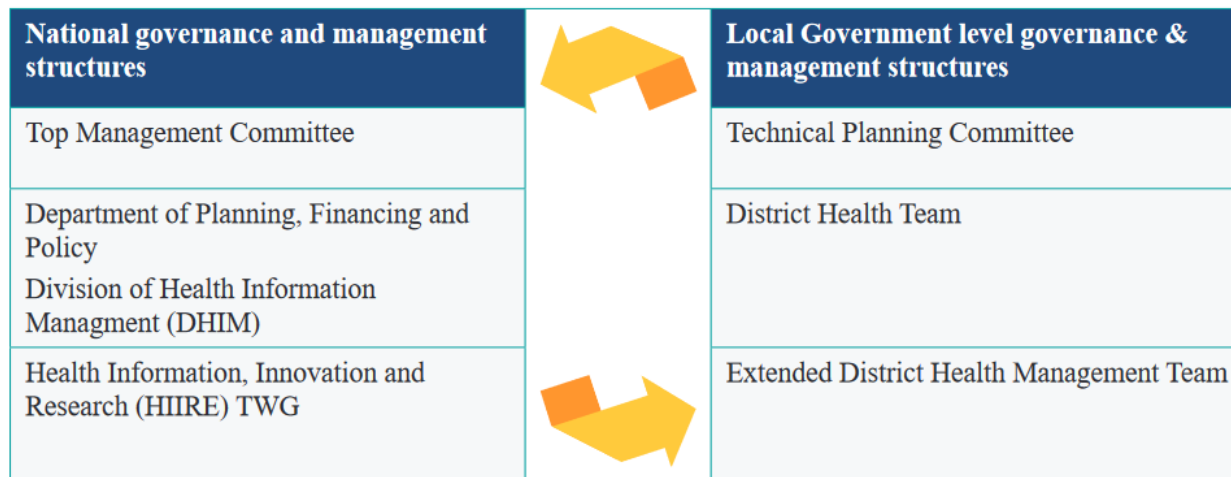 National governance and management
structures
Local Government level governance &
management structures
Top Management Committee
Technical Planning Committee
Department of Planning, Financing and
Policy
Division of Health Information
Managment (DHIM)
District Health Team
Health Information, Innovation and
Research (HIIRE) TWG
Extended District Health Management Team